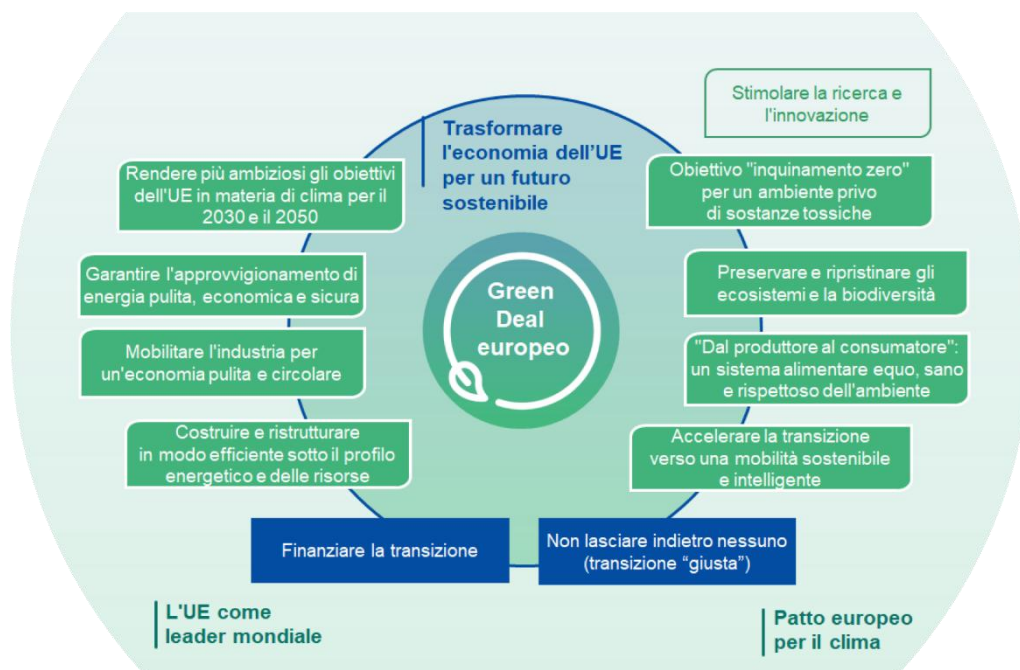 Stimolare la ricerca e
l'innovazione
Trasformare
l'economia dell'UE
per un futuro
sostenibile
Rendere più ambiziosi gli obiettivi
dell'UE in materia di clima per il
2030 e il 2050
Obiettivo "inquinamento zero"
per un ambiente privo
di sostanze tossiche
Garantire l'approvvigionamento di
energia pulita, economica e sicura
Preservare e ripristinare gli
ecosistemi e la biodiversità
Green
Deal
europeo
Mobilitare l'industria per
un'economia pulita e circolare
"Dal produttore al consumatore":
un sistema alimentare equo, sano
e rispettoso dell'ambiente
Costruire e ristrutturare
in modo efficiente sotto il profilo
energetico e delle risorse
Accelerare la transizione
verso una mobilità sostenibile
e intelligente
Finanziare la transizione
Non lasciare indietro nessuno
(transizione “giusta”)
L'UE come
leader mondiale
Patto europeo
per il clima